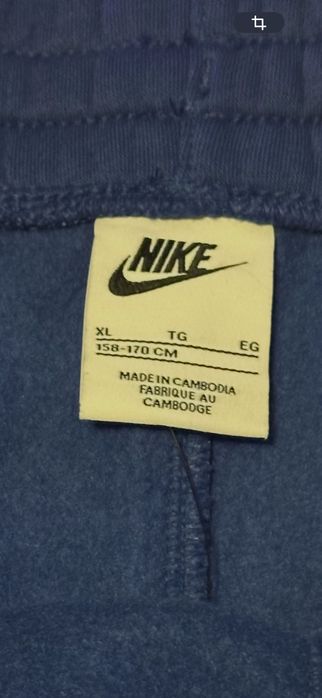 NIKE
XL TG EG
158-170 CM
MADE IN CAMBODIA
FABRIQUE AU
CAMBODGE